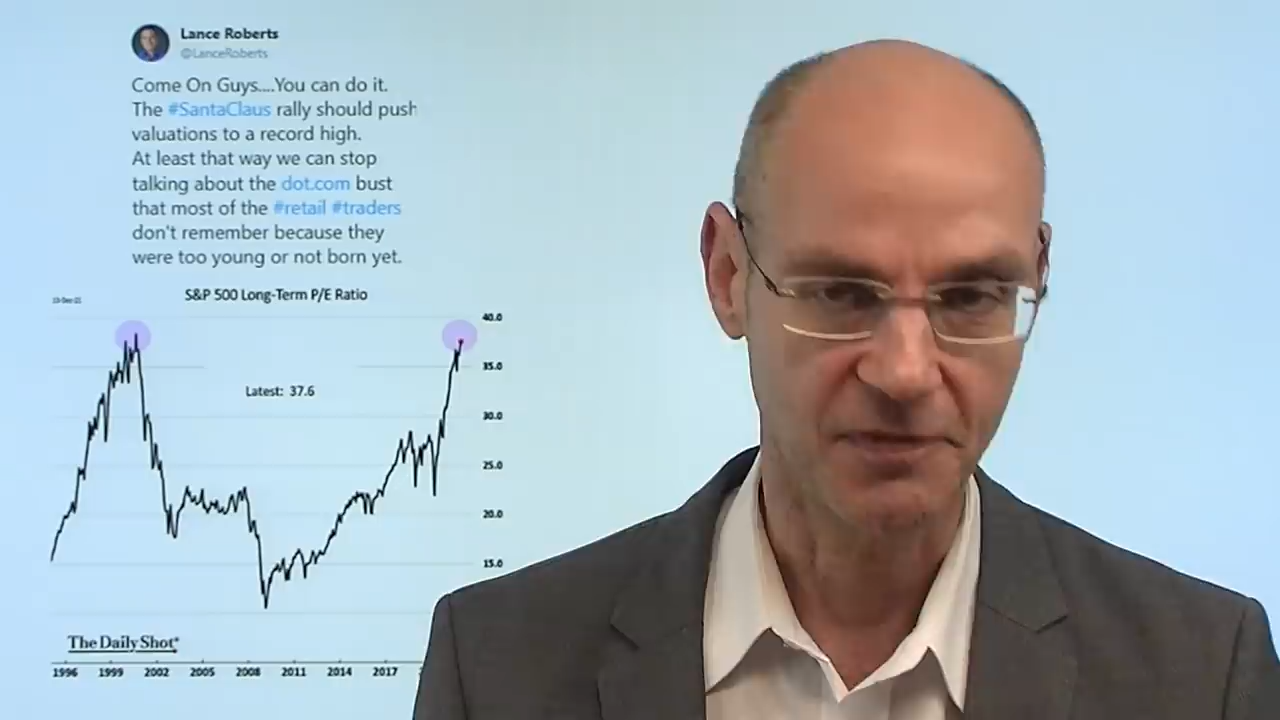 Lance Roberts
@LanceRoberts
Come On Guys....You can do it.
The #SantaClaus rally should push
valuations to a record high.
At least that way we can stop
talking about the dot.com bust
that most of the #retail #traders
don't remember because they
were too young or not born yet.
S&P 500 Long-Term P/E Ratio
40.0
35.0
Latest: 37.6
30.0
25.0
20.0
15.0
The Daily Shot
1996 1999 2002 2005 2008 2011 2014 2017